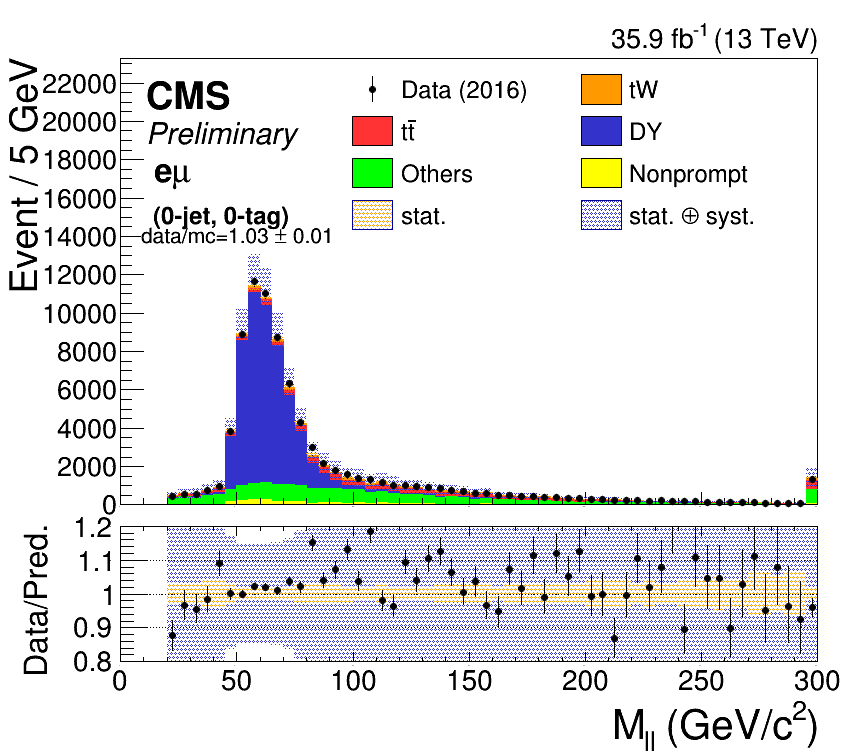 35.9 fb⁻¹ (13 TeV)
Event / 5 GeV
22000
20000
18000
16000
14000
12000
10000
8000
6000
4000
2000
0
CMS
Preliminary
eμ
(0-jet, 0-tag)
data/mc=1.03 ± 0.01
Data (2016)
tW
tt̄
DY
Others
Nonprompt
stat.
stat. ⊕ syst.
Data/Pred.
1.2
1.1
1
0.9
0.8
0 50 100 150 200 250 300
M_ll (GeV/c²)